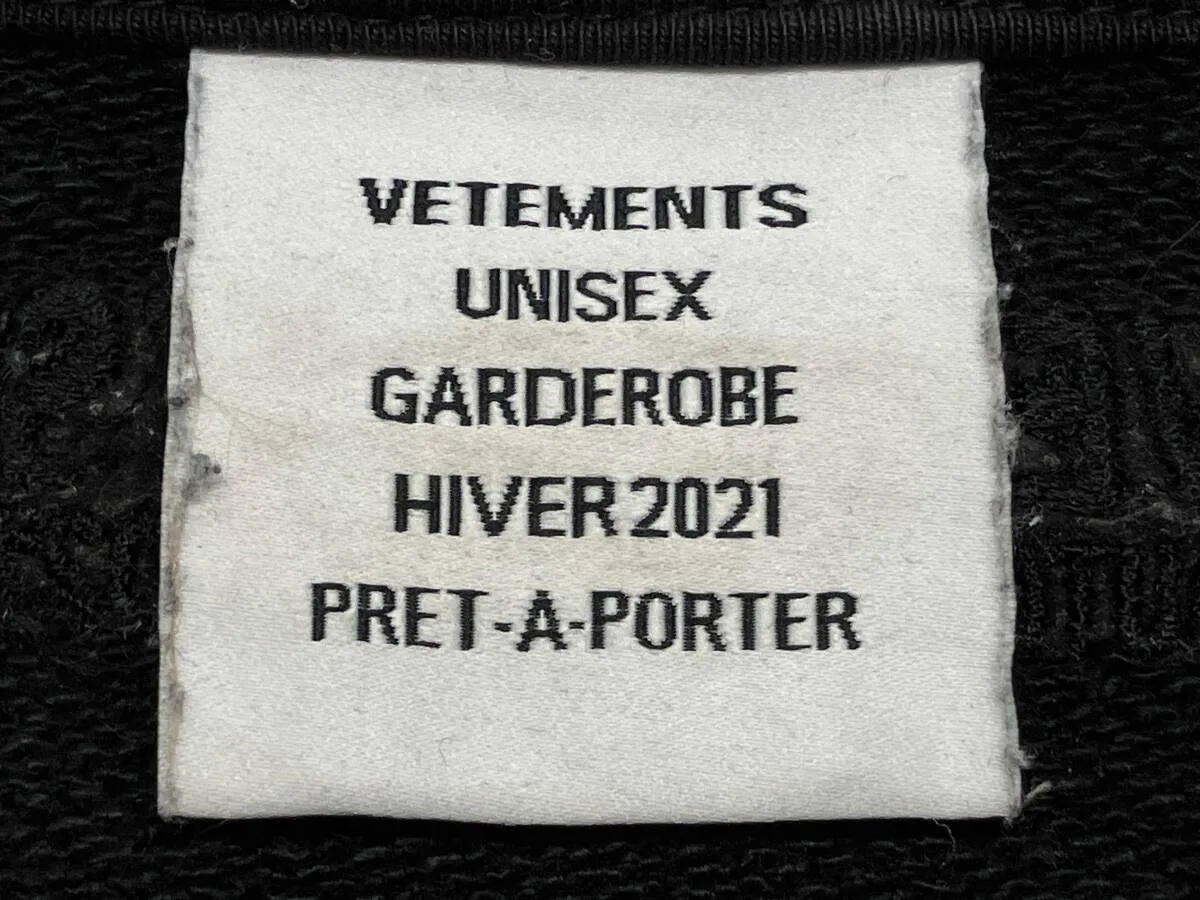 VETEMENTS
UNISEX
GARDEROBE
HIVER 2021
PRET-A-PORTER